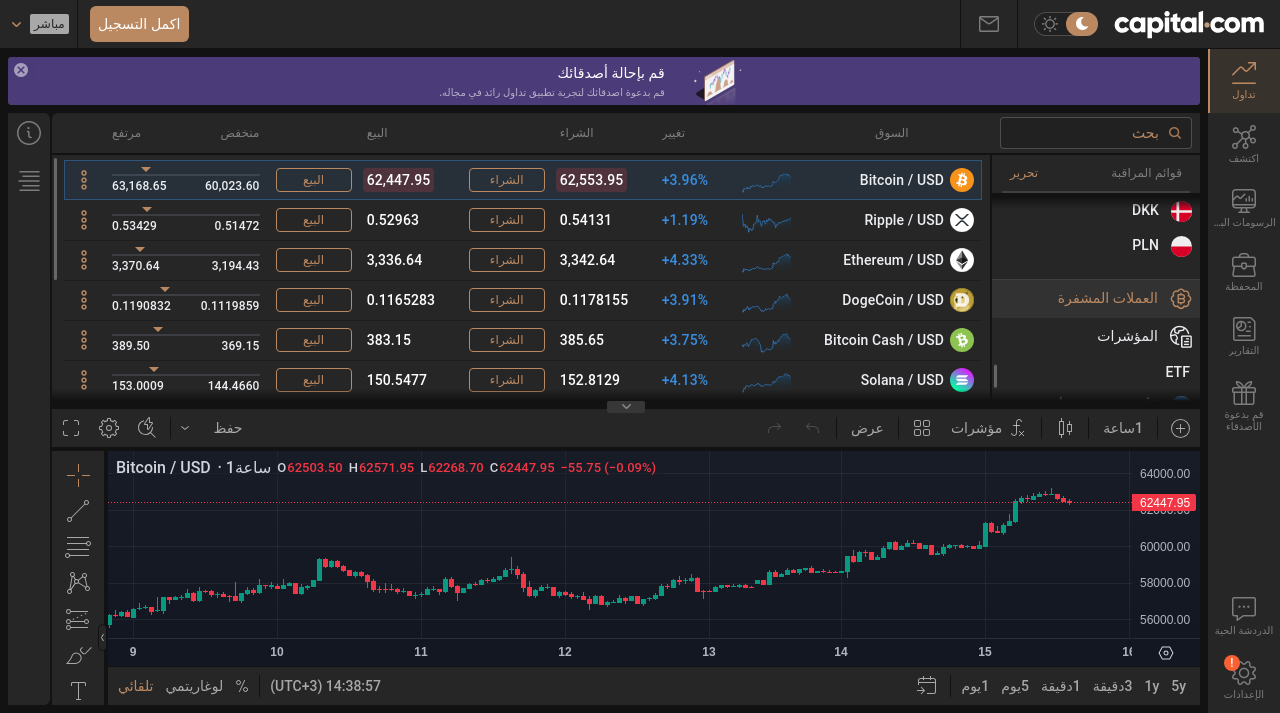 capital.com
اكمل التسجيل
مباشر
قم بإحالة أصدقائك
قم بدعوة اصدقائك لتجربة تطبيق تداول رائد في مجاله.
تداول
اكتشف
الرسومات الب...
المحفظة
التقارير
قم بدعوة
الأصدقاء
الدردشة الحية
!
الإعدادات
بحث
قوائم المراقبة
تحرير
DKK
PLN
العملات المشفرة
المؤشرات
ETF
السوق
تغيير
الشراء
البيع
منخفض
مرتفع
Bitcoin / USD +3.96% 62,553.95 الشراء 62,447.95 البيع 60,023.60 63,168.65
Ripple / USD +1.19% 0.54131 الشراء 0.52963 البيع 0.51472 0.53429
Ethereum / USD +4.33% 3,342.64 الشراء 3,336.64 البيع 3,194.43 3,370.64
DogeCoin / USD +3.91% 0.1178155 الشراء 0.1165283 البيع 0.1119859 0.1190832
Bitcoin Cash / USD +3.75% 385.65 الشراء 383.15 البيع 369.15 389.50
Solana / USD +4.13% 152.8129 الشراء 150.5477 البيع 144.4660 153.0009
1ساعة
مؤشرات
عرض
حفظ
Bitcoin / USD · 1ساعة O62503.50 H62571.95 L62268.70 C62447.95 −55.75 (−0.09%)
64000.00
62447.95
62000.00
60000.00
58000.00
56000.00
9 10 11 12 13 14 15 16
5y 1y 3دقيقة 1دقيقة 5يوم 1يوم
14:38:57 (UTC+3)
%
لوغاريتمي
تلقائي